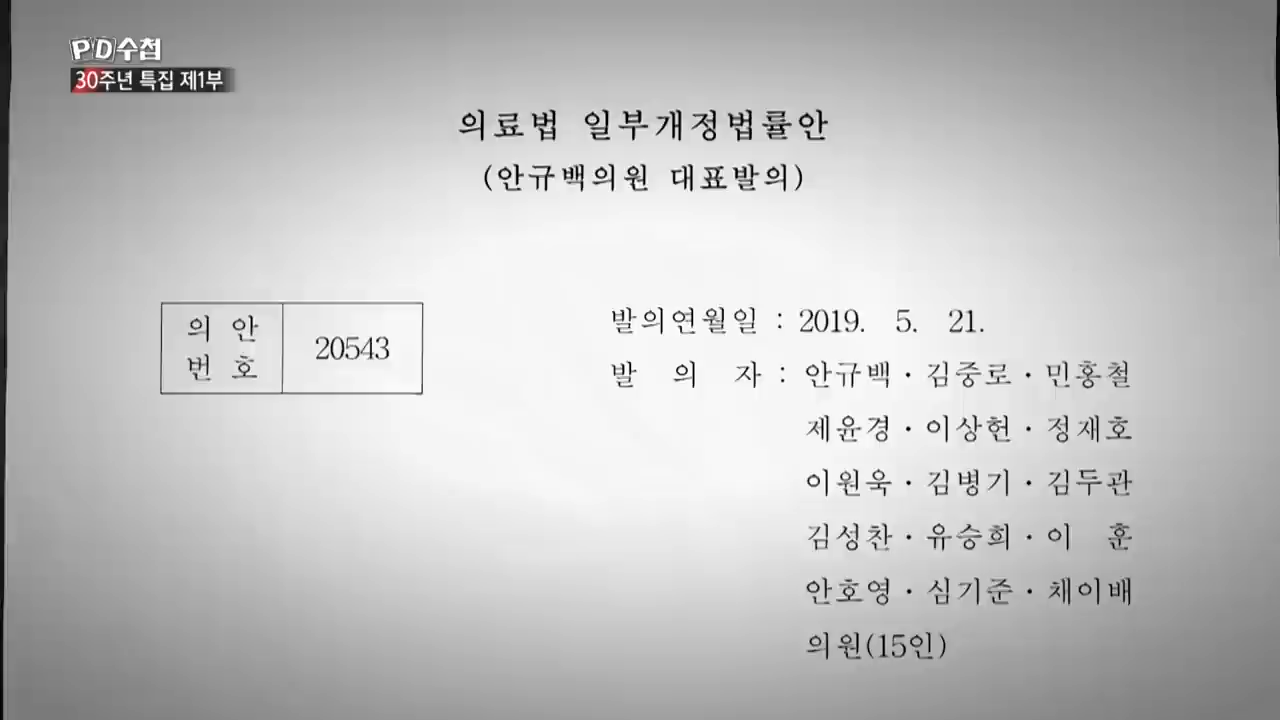 PD수첩
30주년 특집 제1부
의료법 일부개정법률안
(안규백의원 대표발의)
의 안
번 호
20543
발의연월일 : 2019. 5. 21.
발 의 자 : 안규백·김중로·민홍철
제윤경·이상헌·정재호
이원욱·김병기·김두관
김성찬·유승희·이 훈
안호영·심기준·채이배
의원(15인)